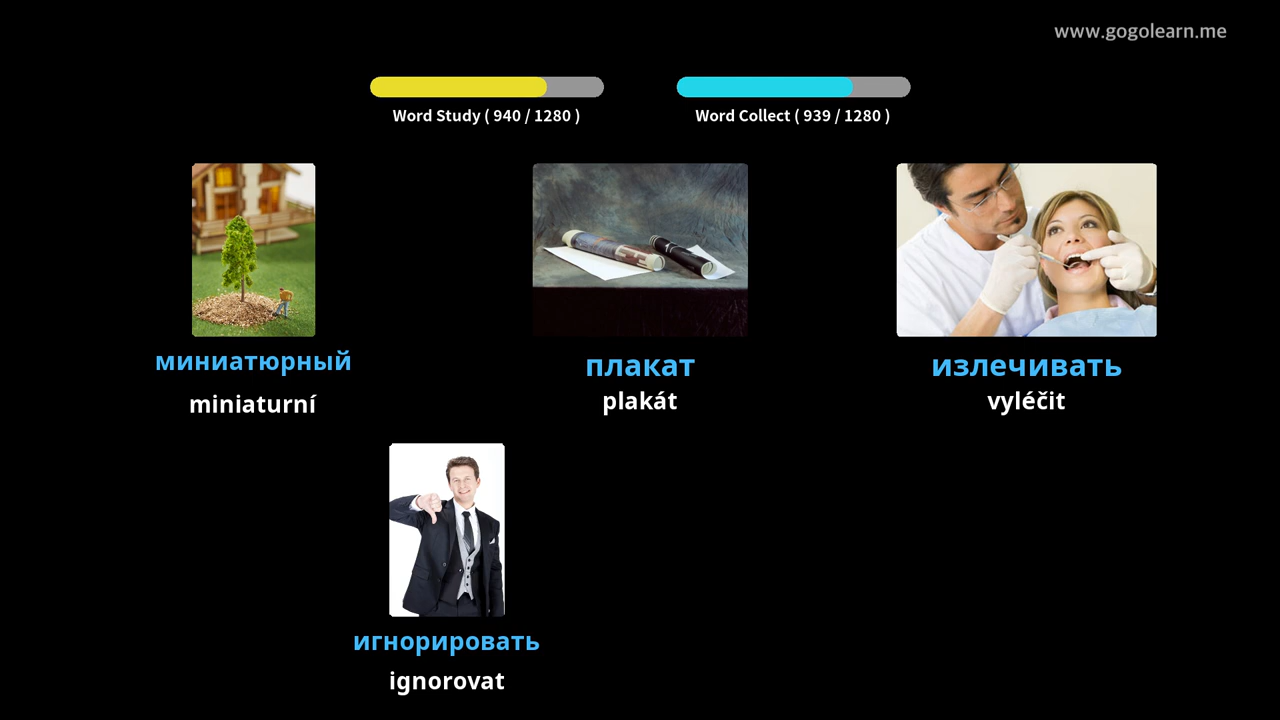 www.gogolearn.me
Word Study ( 940 / 1280 )
Word Collect ( 939 / 1280 )
миниатюрный
miniaturní
плакат
plakát
излечивать
vyléčit
игнорировать
ignorovat